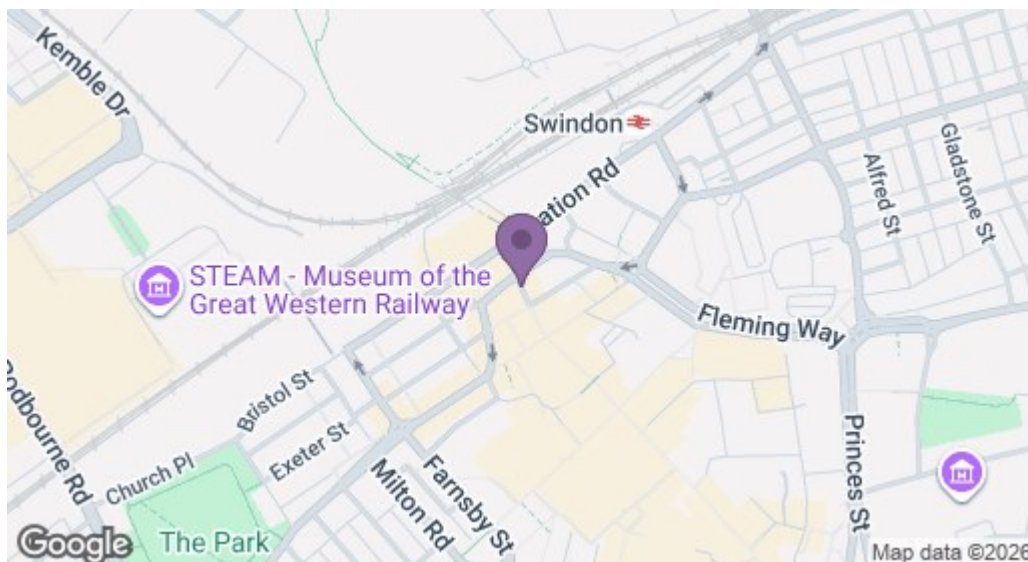 Kemble Dr
Swindon
ation Rd
Alfred St
Gladstone St
STEAM - Museum of the
Great Western Railway
Fleming Way
Bristol St
Exeter St
Church Pl
Rodbourne Rd
Milton Rd
Farnsby St
Princes St
The Park
Google
Map data ©2026